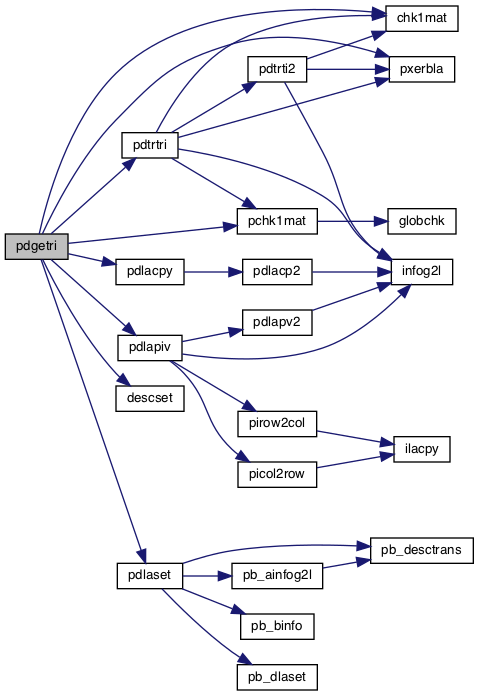 chk1mat
pdtrti2
pxerbla
pdtrtri
pchk1mat
globchk
pdgetri
pdlacpy
pdlacp2
infog2l
pdlapv2
pdlapiv
descset
pirow2col
ilacpy
picol2row
pb_desctrans
pdlaset
pb_ainfog2l
pb_binfo
pb_dlaset